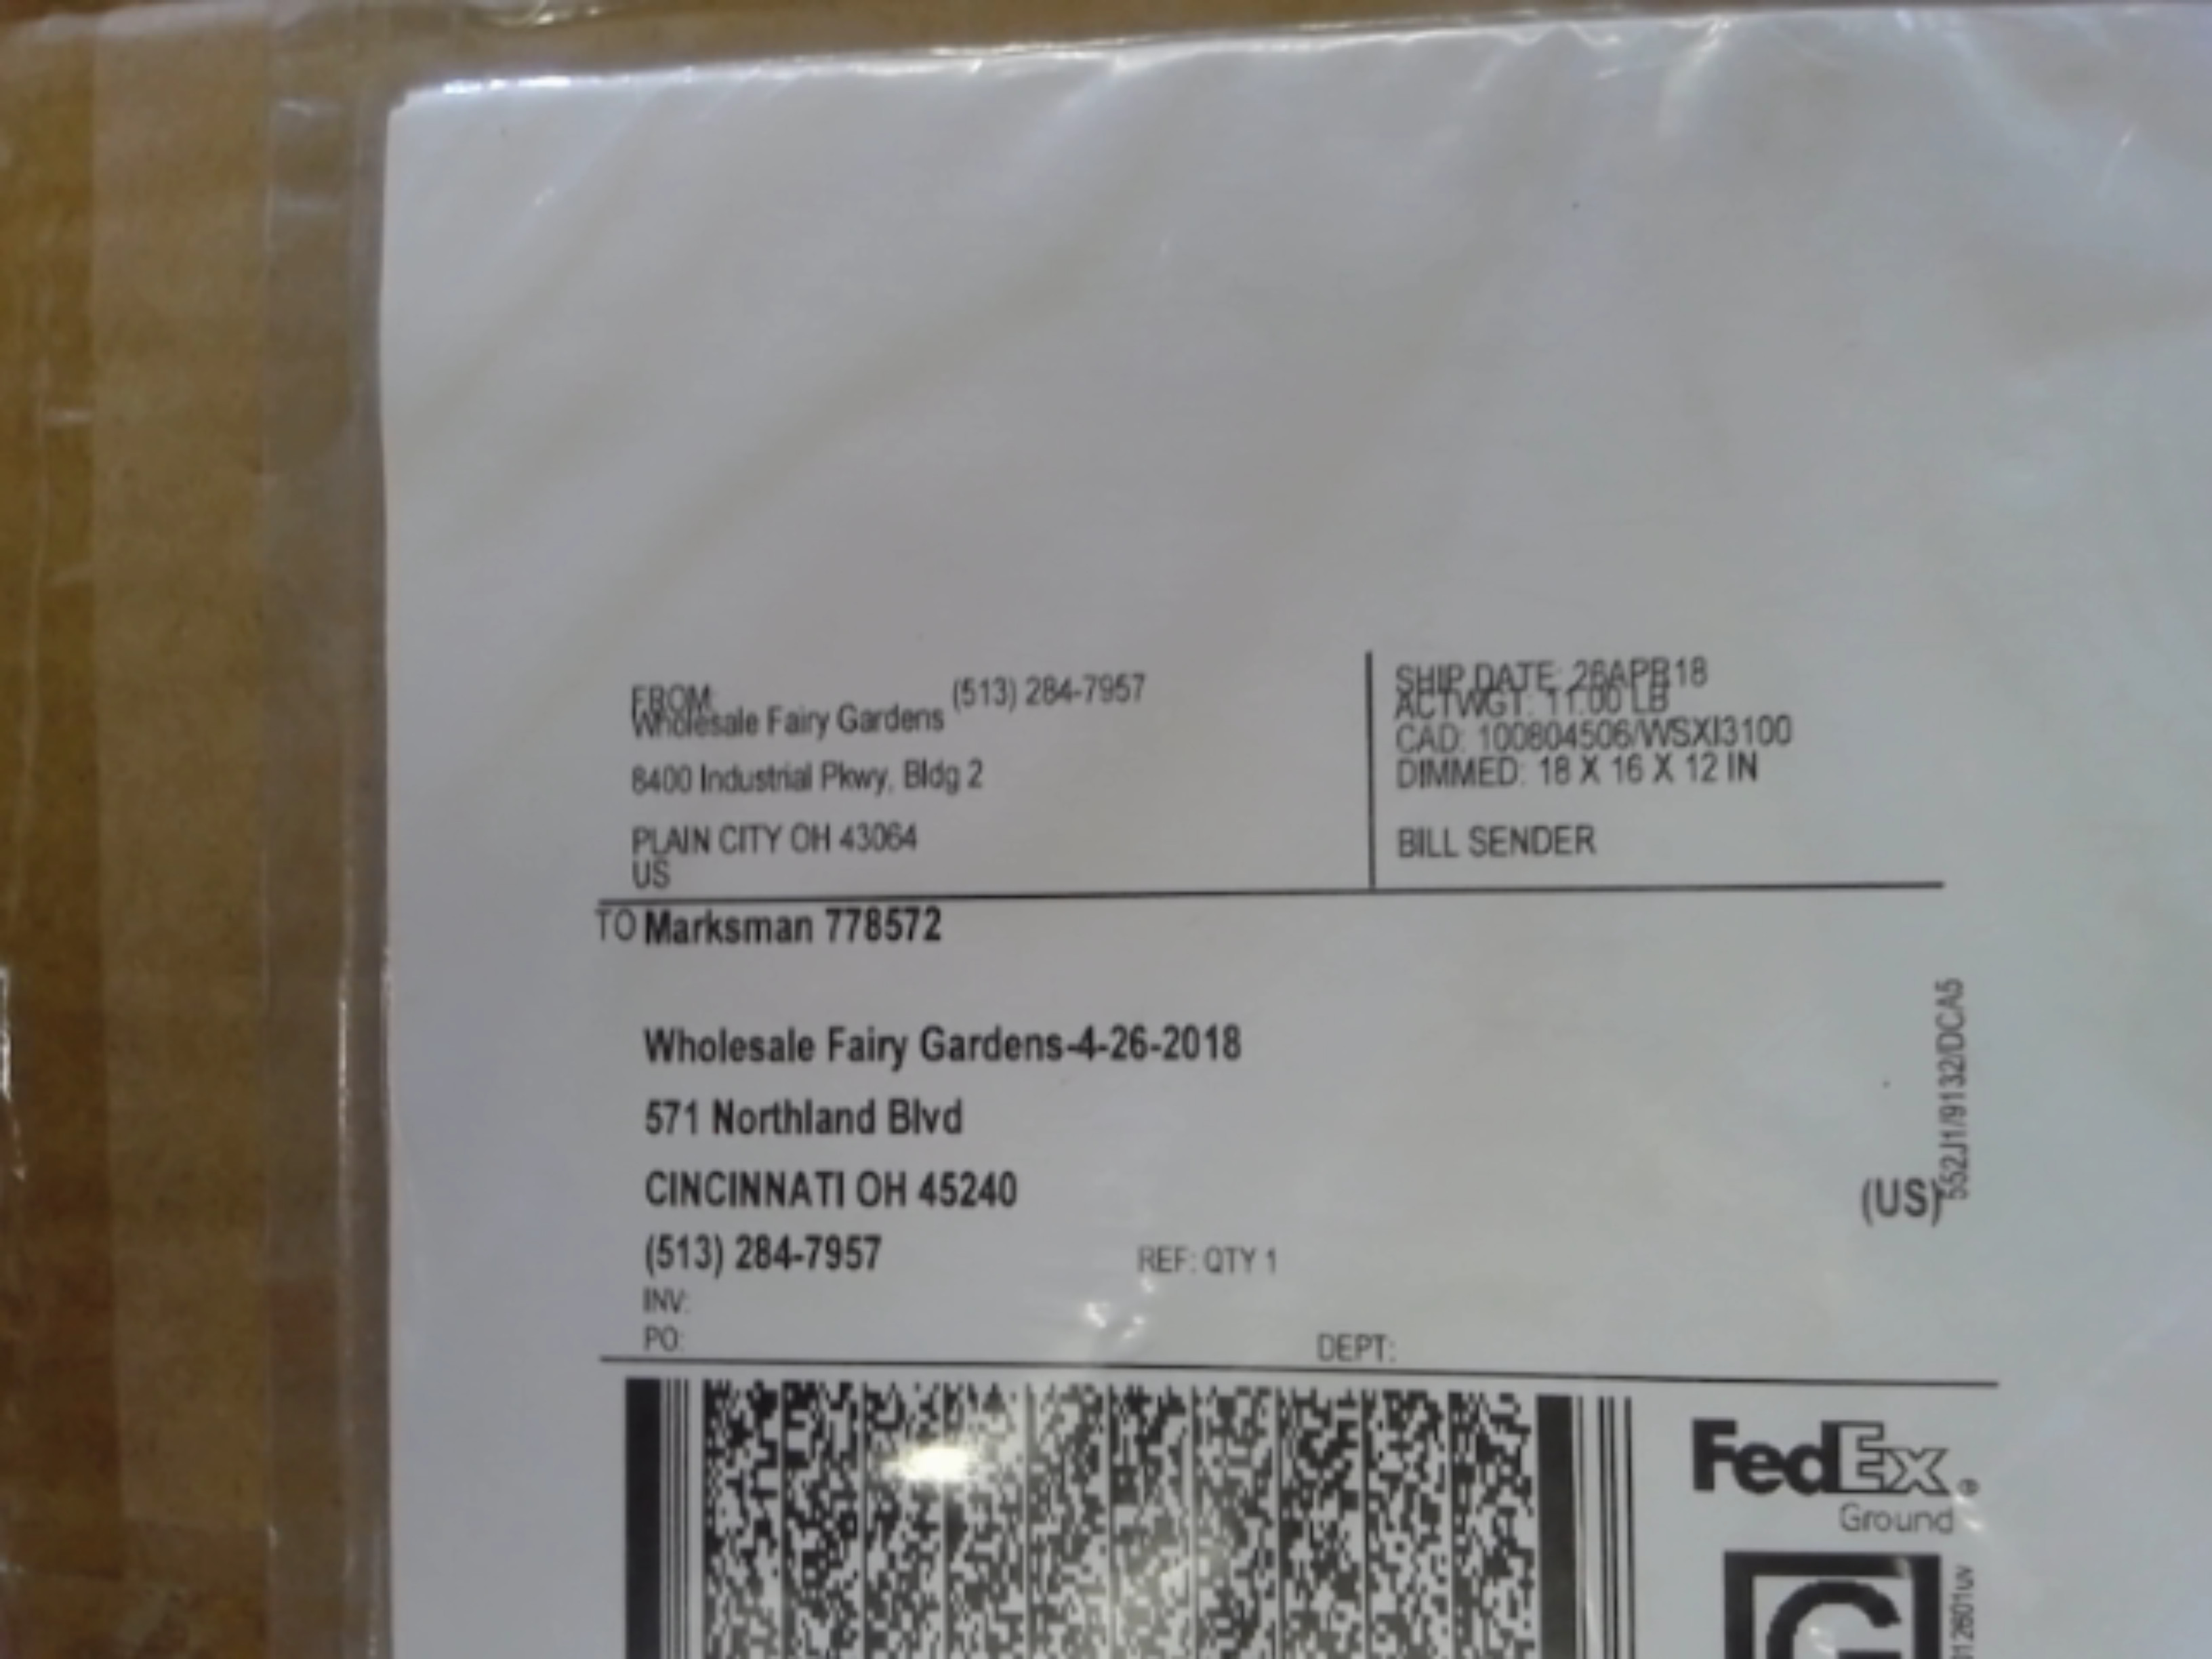 FROM: (513) 284-7957
Wholesale Fairy Gardens
8400 Industrial Pkwy, Bldg 2
PLAIN CITY OH 43064
US
SHIP DATE: 26APR18
ACTWGT: 11.00 LB
CAD: 100804506/WSXI3100
DIMMED: 18 X 16 X 12 IN
BILL SENDER
TO Marksman 778572
Wholesale Fairy Gardens-4-26-2018
571 Northland Blvd
CINCINNATI OH 45240
(US)
(513) 284-7957 REF: QTY 1
INV:
PO: DEPT:
552J1/9132/DCA5
FedEx®
Ground
G